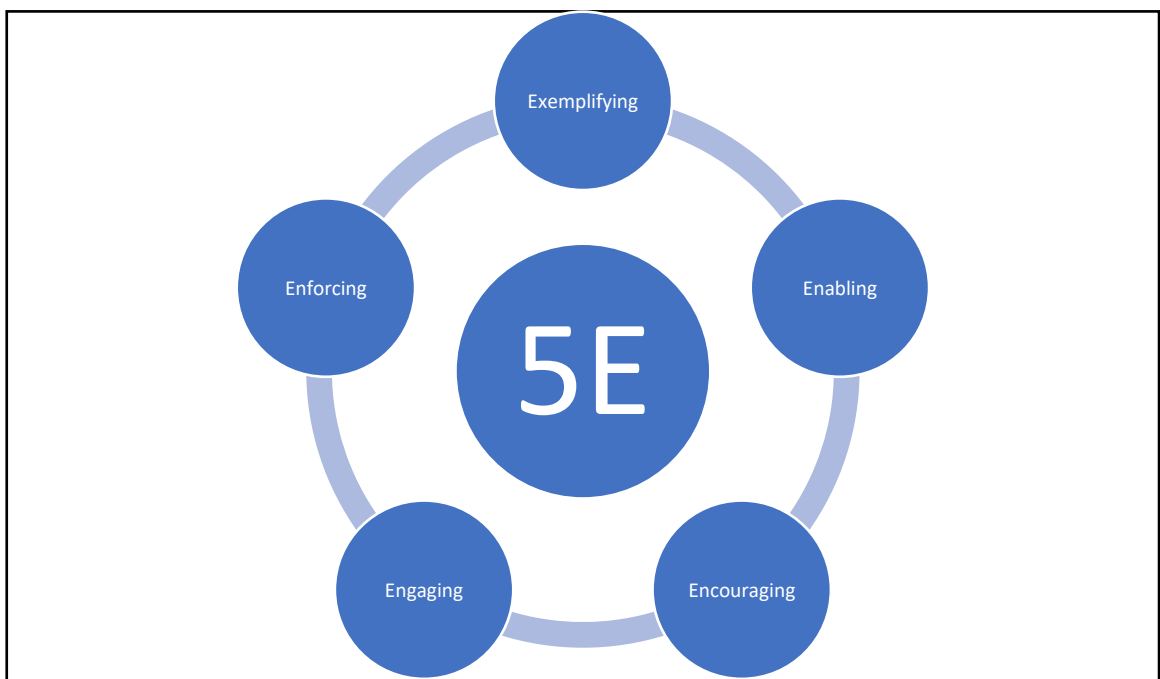 Exemplifying
Enforcing
Enabling
5E
Engaging
Encouraging